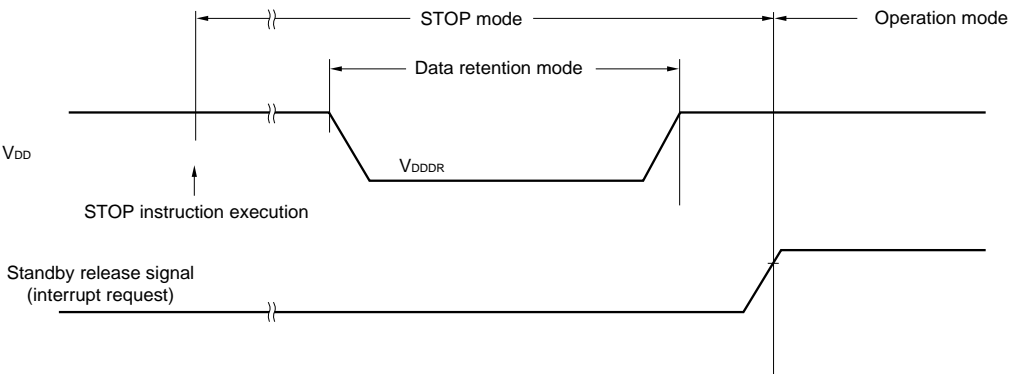 STOP mode
Operation mode
Data retention mode
VDD
VDDDR
STOP instruction execution
Standby release signal
(interrupt request)